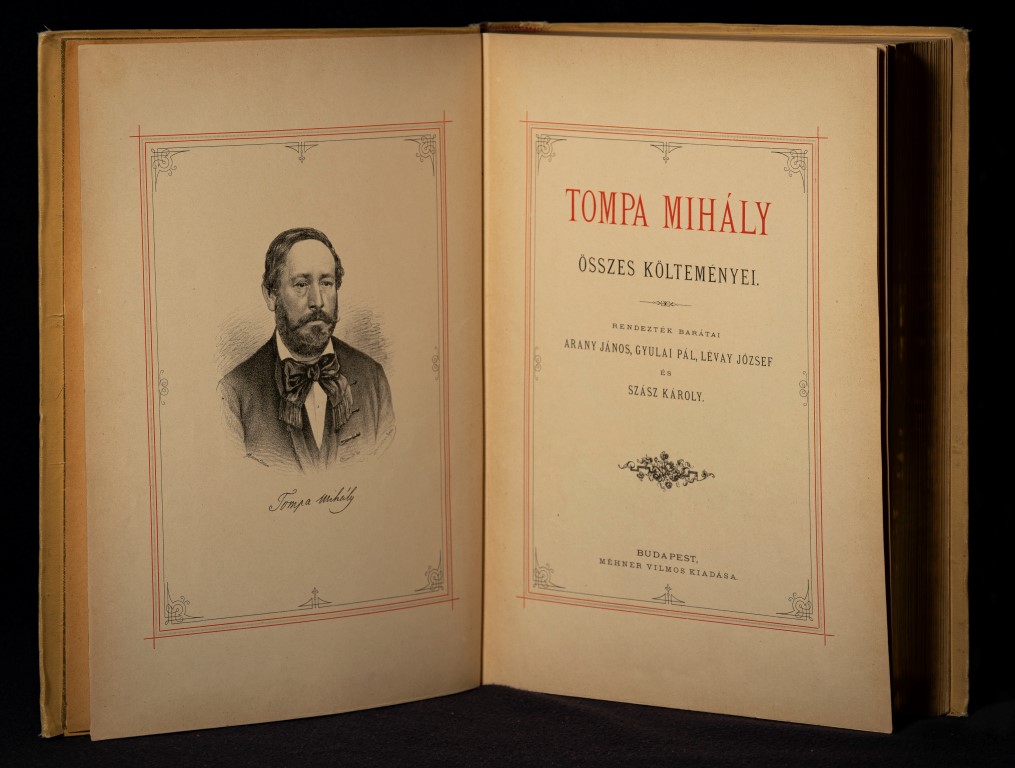 Tompa Mihály
TOMPA MIHÁLY
ÖSSZES KÖLTEMÉNYEI.
RENDEZTÉK BARÁTAI
ARANY JÁNOS, GYULAI PÁL, LÉVAY JÓZSEF
ÉS
SZÁSZ KÁROLY.
BUDAPEST,
MÉHNER VILMOS KIADÁSA.